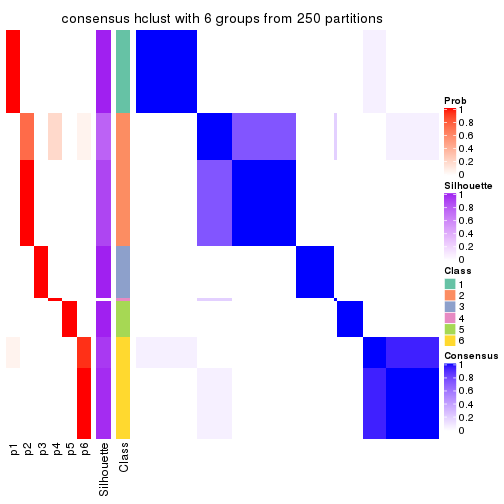 consensus hclust with 6 groups from 250 partitions
Prob
1
0.8
0.6
0.4
0.2
0
Silhouette
1
0.8
0.6
0.4
0.2
0
Class
1
2
3
4
5
6
Consensus
1
0.8
0.6
0.4
0.2
0
p1
p2
p3
p4
p5
p6
Silhouette
Class